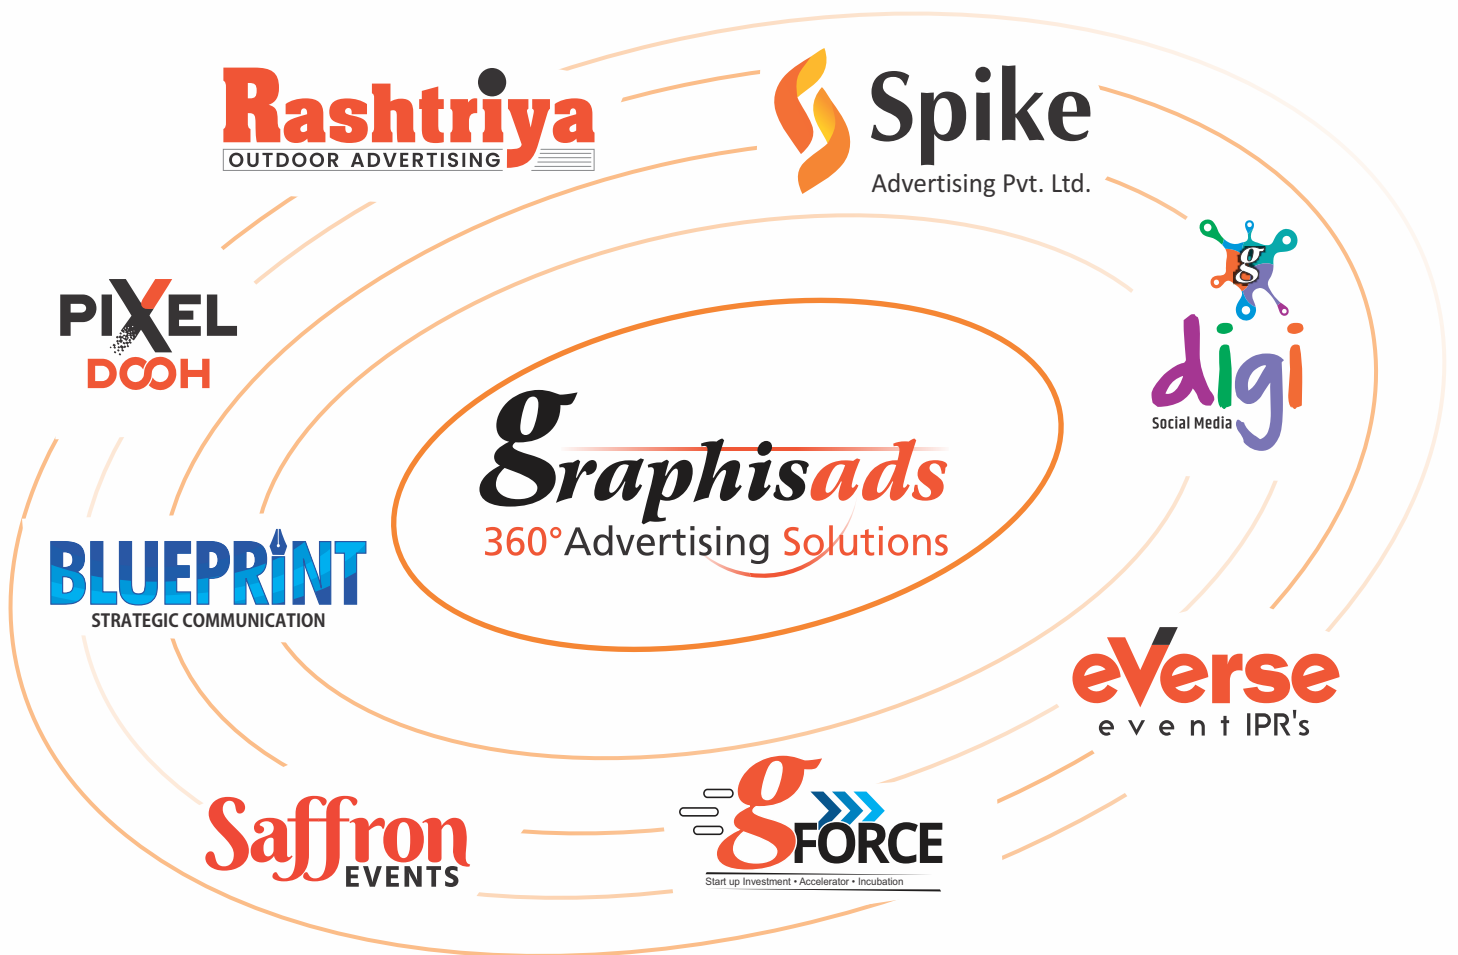 Rashtriya
OUTDOOR ADVERTISING
Spike
Advertising Pvt. Ltd.
g
digi
Social Media
PIXEL
DOOH
graphisads
360°Advertising Solutions
BLUEPRINT
STRATEGIC COMMUNICATION
eVerse
event IPR's
Saffron
EVENTS
gFORCE
Start up Investment • Accelerator • Incubation